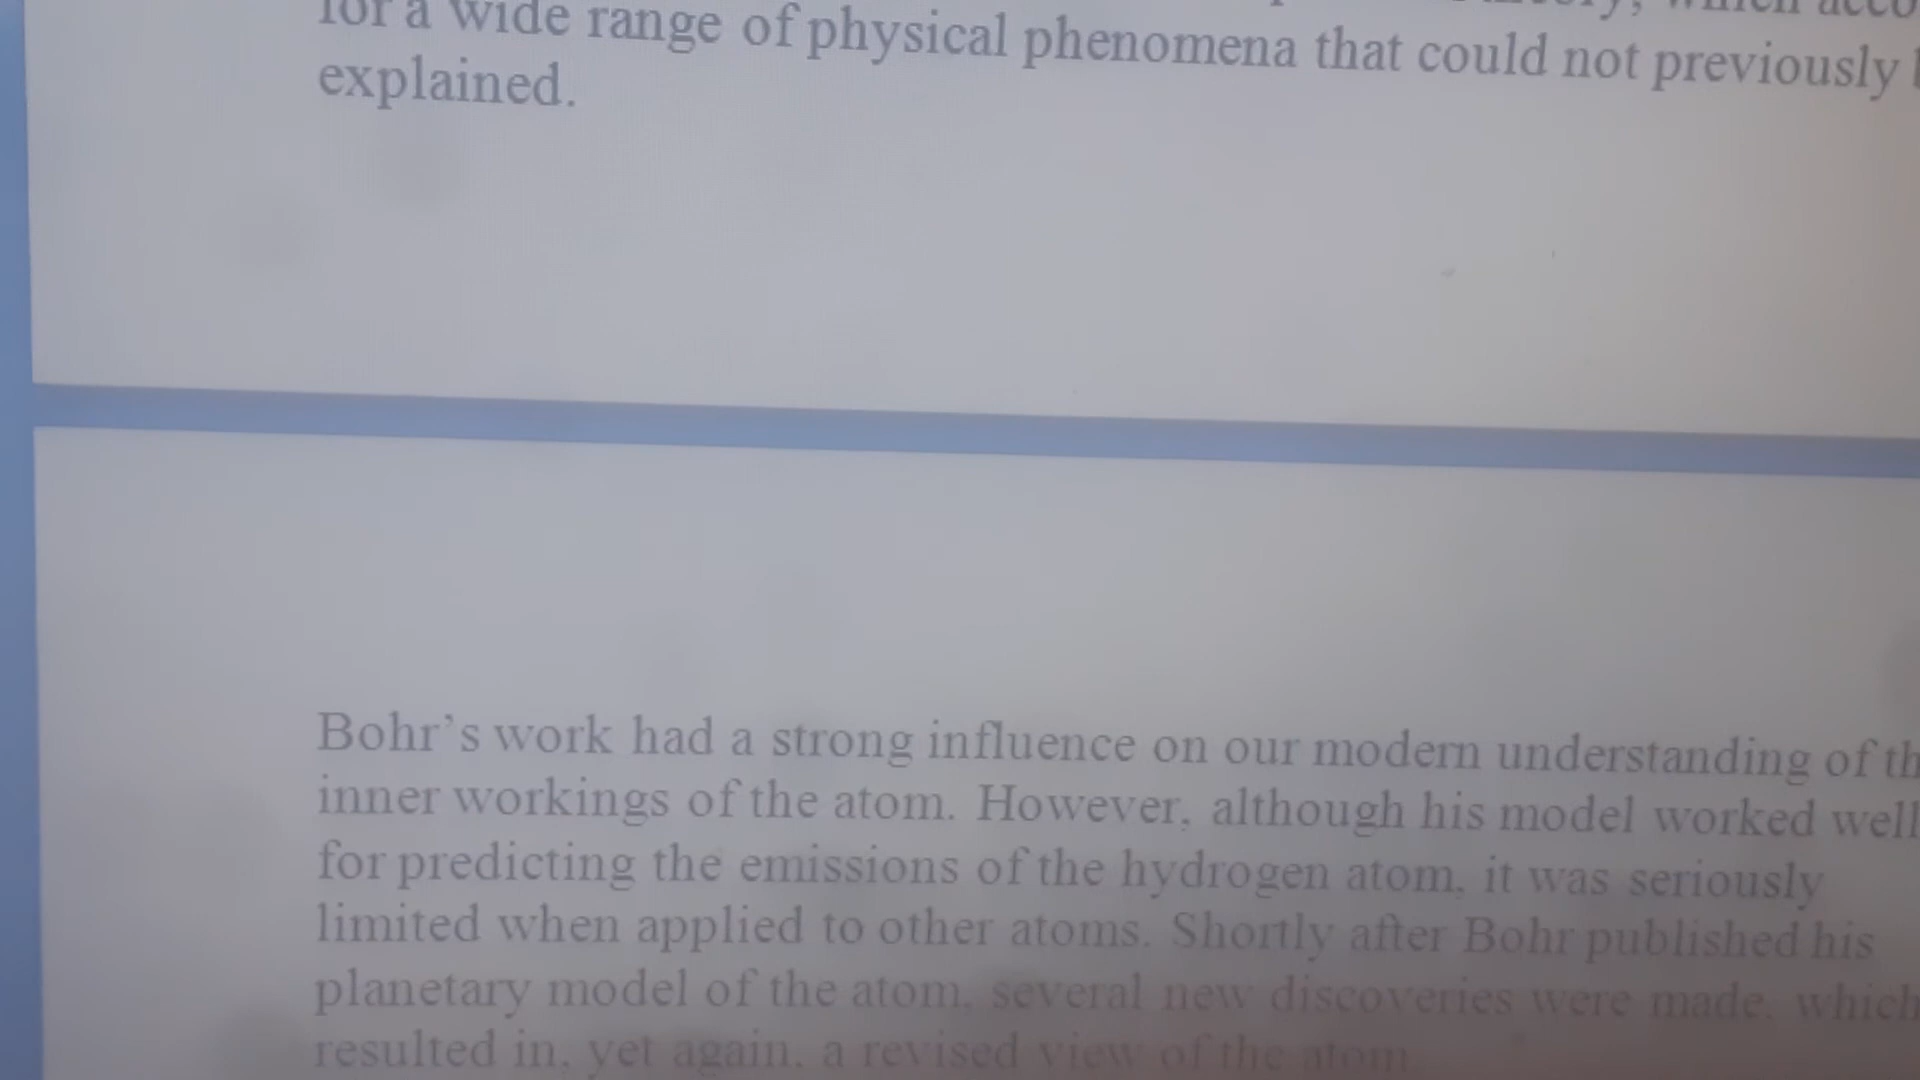 for a wide range of physical phenomena that could not previously
explained.
Bohr’s work had a strong influence on our modern understanding of th
inner workings of the atom. However, although his model worked well
for predicting the emissions of the hydrogen atom, it was seriously
limited when applied to other atoms. Shortly after Bohr published his
planetary model of the atom, several new discoveries were made, which
resulted in, yet again, a revised view of the atom.